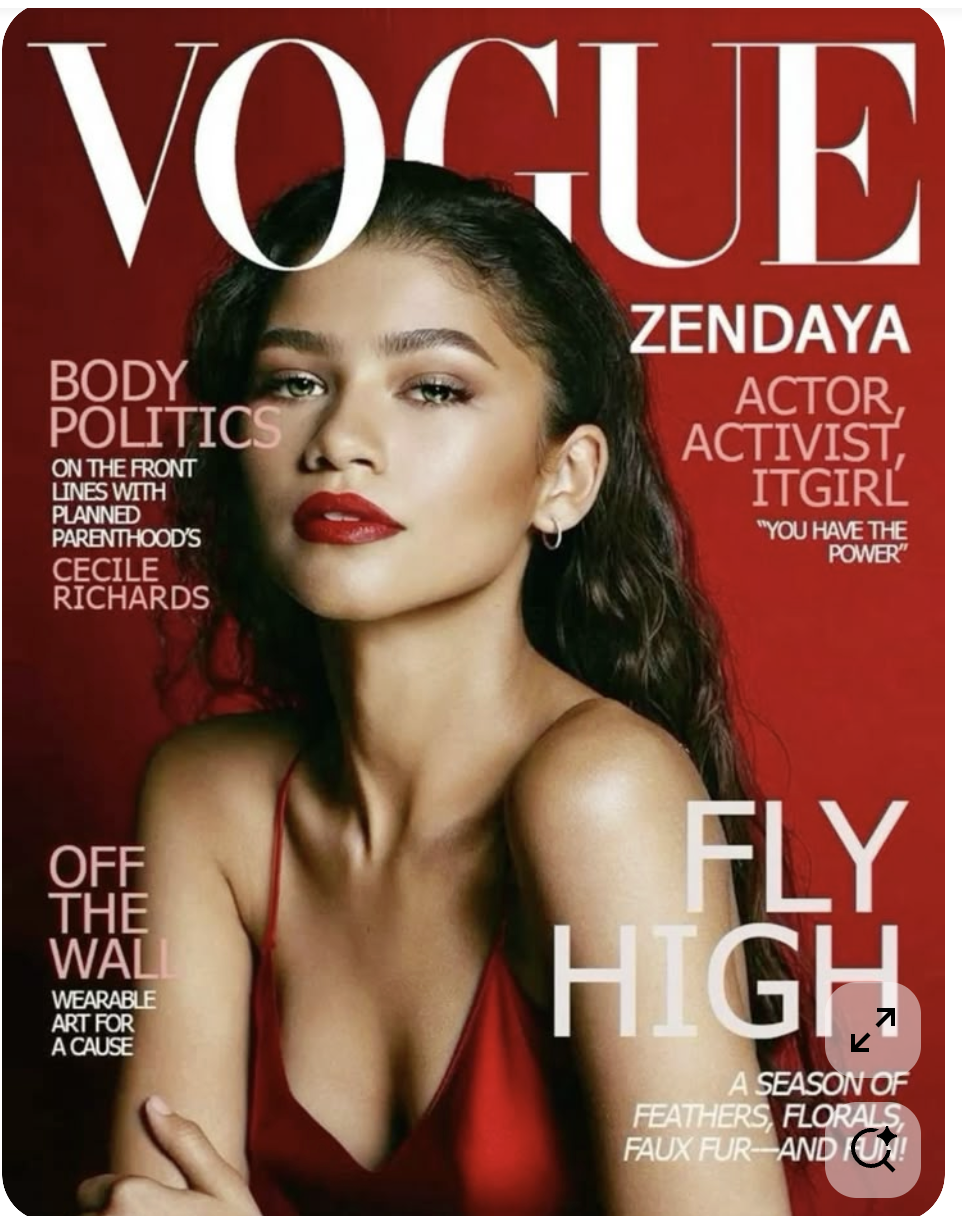 VOGUE
ZENDAYA
ACTOR,
ACTIVIST,
ITGIRL
“YOU HAVE THE
POWER”
BODY
POLITICS
ON THE FRONT
LINES WITH
PLANNED
PARENTHOOD’S
CECILE
RICHARDS
OFF
THE
WALL
WEARABLE
ART FOR
A CAUSE
FLY
HIGH
A SEASON OF
FEATHERS, FLORALS,
FAUX FUR—AND FUN!